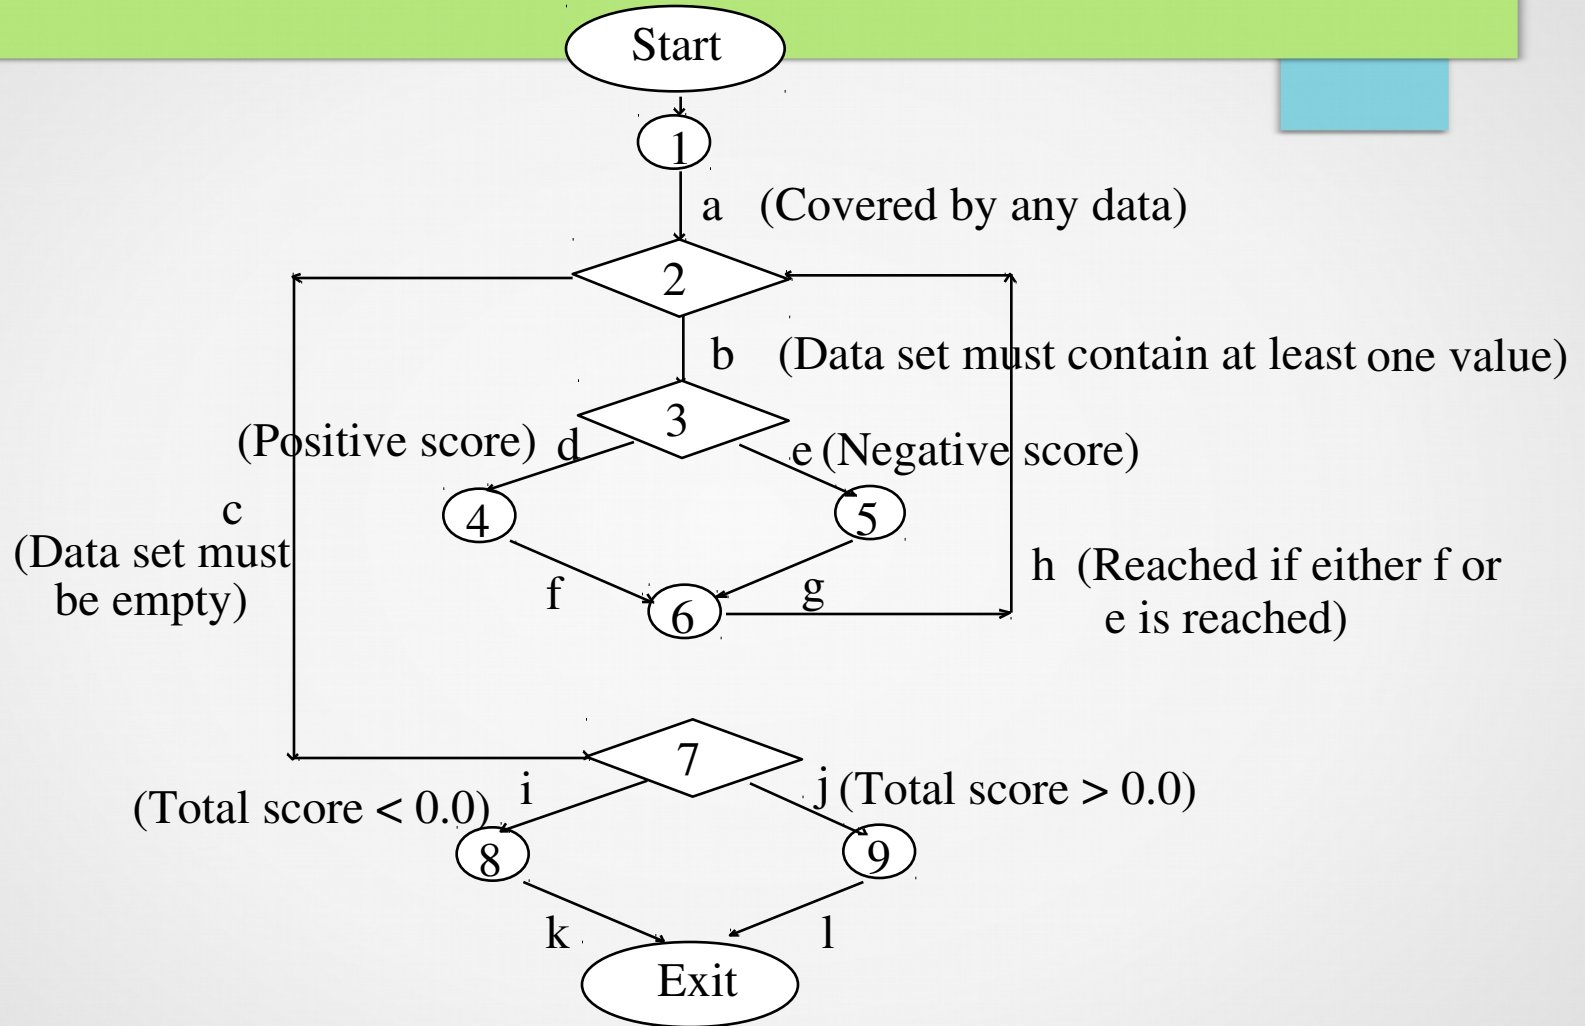 Start
1
a (Covered by any data)
2
b (Data set must contain at least one value)
3
(Positive score) d
e (Negative score)
c
(Data set must
be empty)
4
5
f
g
h (Reached if either f or
e is reached)
6
7
i
(Total score < 0.0)
j (Total score > 0.0)
8
9
k
l
Exit